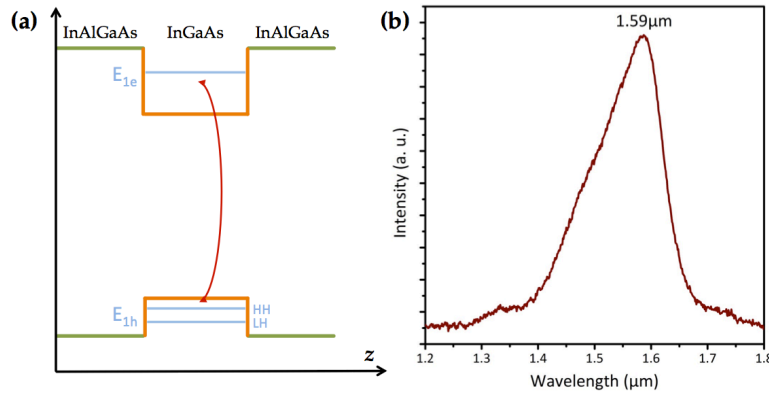 (a)
InAlGaAs InGaAs InAlGaAs
E1e
E1h
HH
LH
z
(b)
1.59μm
Intensity (a. u.)
1.2 1.3 1.4 1.5 1.6 1.7 1.8
Wavelength (μm)